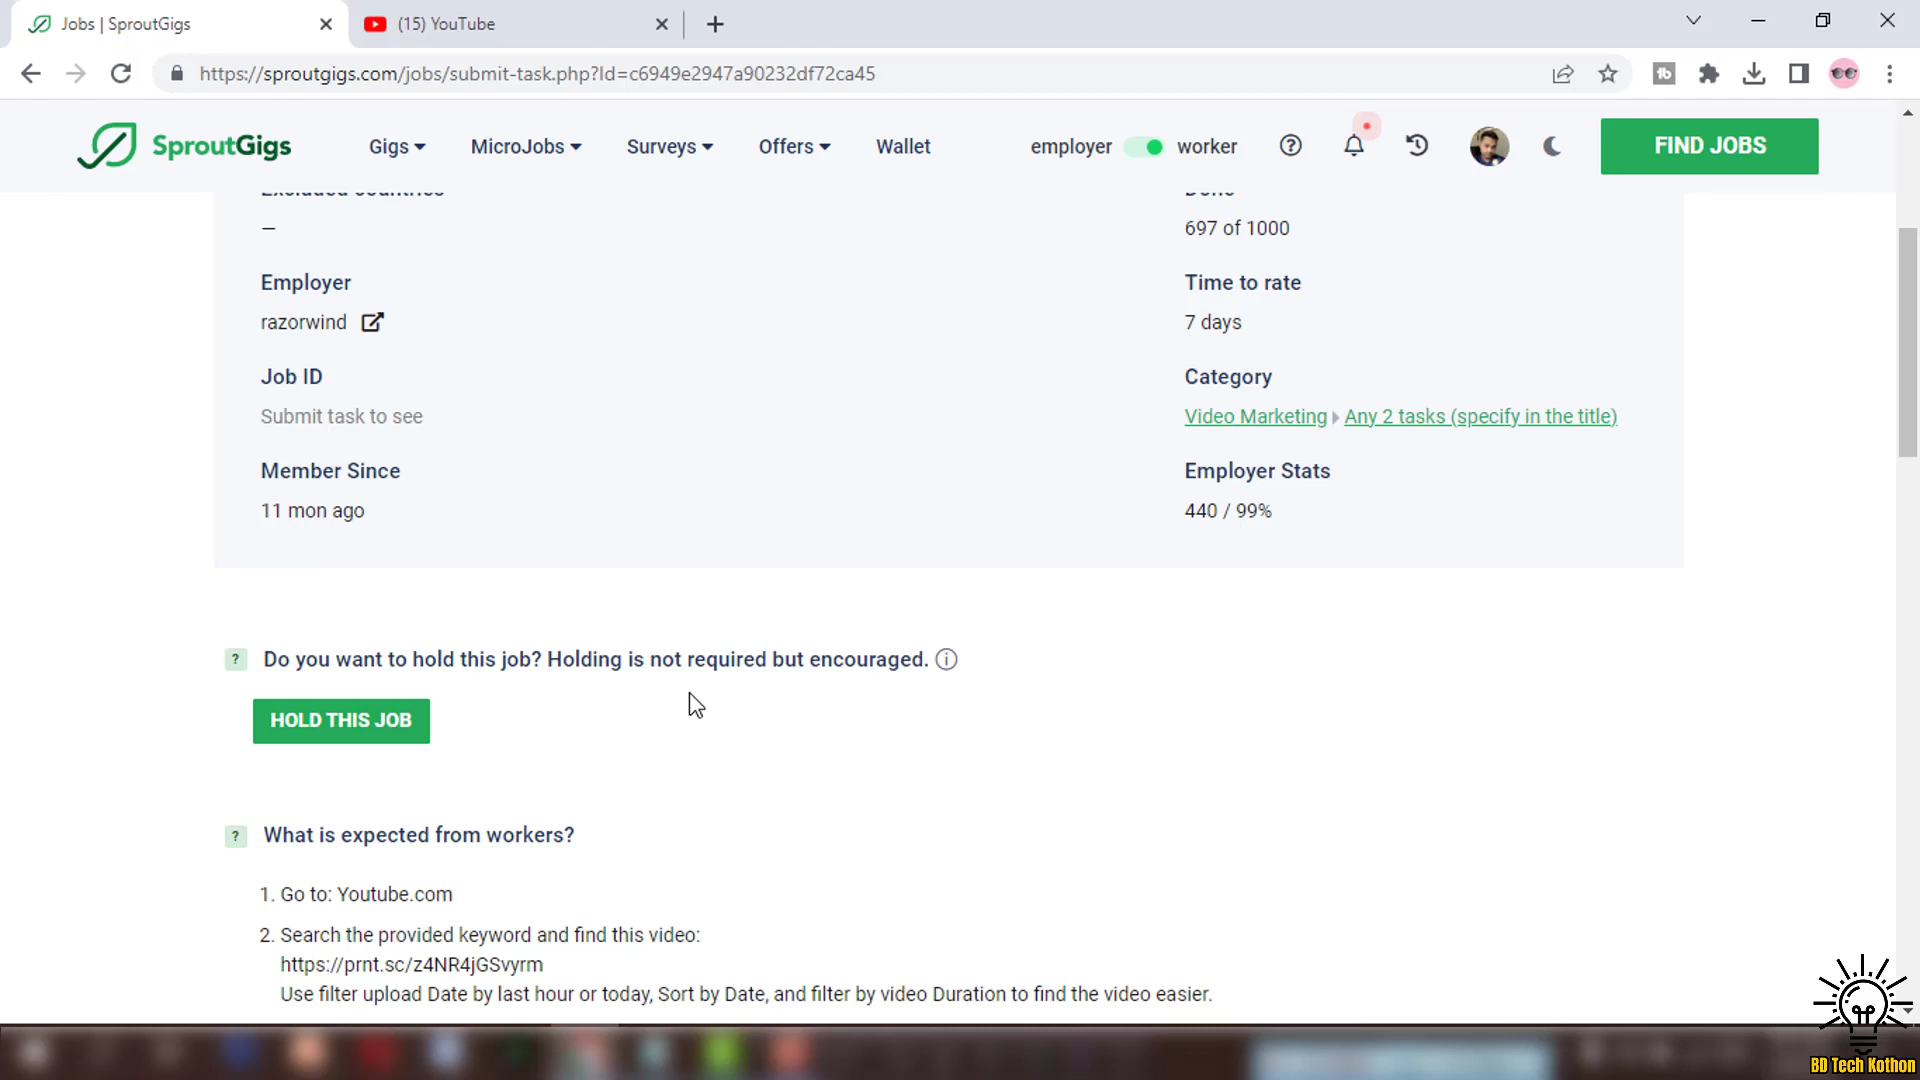 Jobs | SproutGigs
(15) YouTube
https://sproutgigs.com/jobs/submit-task.php?Id=c6949e2947a90232df72ca45
SproutGigs
Gigs
MicroJobs
Surveys
Offers
Wallet
employer
worker
FIND JOBS
Excluded countries
Done
—
697 of 1000
Employer
Time to rate
razorwind
7 days
Job ID
Category
Submit task to see
Video Marketing Any 2 tasks (specify in the title)
Member Since
Employer Stats
11 mon ago
440 / 99%
? Do you want to hold this job? Holding is not required but encouraged.
HOLD THIS JOB
? What is expected from workers?
1. Go to: Youtube.com
2. Search the provided keyword and find this video:
https://prnt.sc/z4NR4jGSvyrm
Use filter upload Date by last hour or today, Sort by Date, and filter by video Duration to find the video easier.
BD Tech Kothon